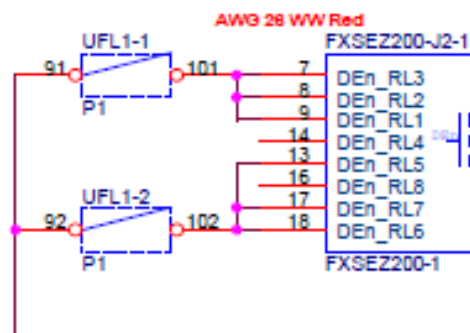 AWG 26 WW Red
UFL1-1
FXSEZ200-J2-1
91
101
7
DEn_RL3
8
DEn_RL2
9
DEn_RL1
14
DEn_RL4
13
DEn_RL5
16
DEn_RL8
UFL1-2
17
DEn_RL7
92
102
18
DEn_RL6
P1
P1
FXSEZ200-1